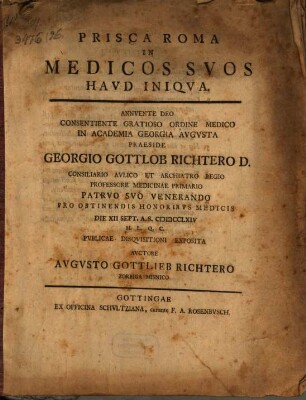 3476126
PRISCA ROMA
IN
MEDICOS SVOS
HAVD INIQVA.
ANNVENTE DEO
CONSENTIENTE GRATIOSO ORDINE MEDICO
IN ACADEMIA GEORGIA AVGVSTA
PRAESIDE
GEORGIO GOTTLOB RICHTERO D.
CONSILIARIO AVLICO ET ARCHIATRO REGIO
PROFESSORE MEDICINAE PRIMARIO
PATRVO SVO VENERANDO
PRO OBTINENDIS HONORIBVS MEDICIS
DIE XII SEPT. A.S. CIƆIƆCCLXIV
H. L. Q. C.
PVBLICAE DISQVISITIONI EXPOSITA
AVCTORE
AVGVSTO GOTTLIEB RICHTERO
ZOERBIA MISNICO.
GOTTINGAE
EX OFFICINA SCHVLTZIANA, curante F. A. ROSENBVSCH.